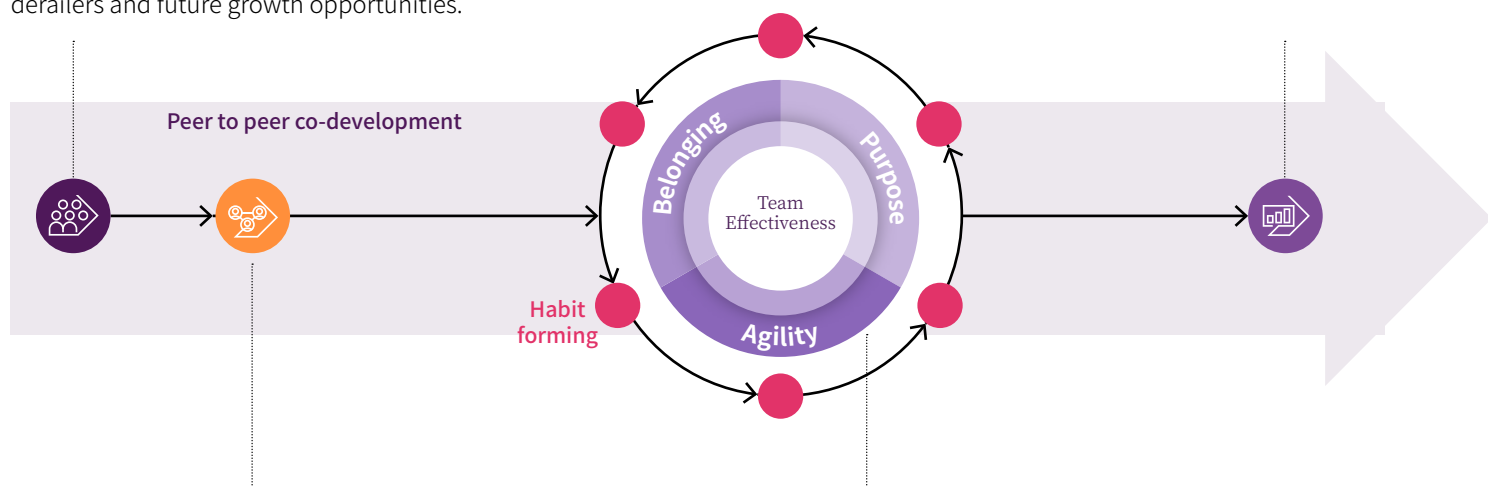 derailers and future growth opportunities.
Peer to peer co-development
Belonging
Purpose
Team
Effectiveness
Habit
forming
Agility